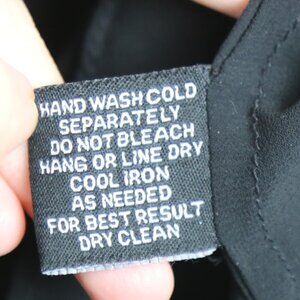 HAND WASH COLD
SEPARATELY
DO NOT BLEACH
HANG OR LINE DRY
COOL IRON
AS NEEDED
FOR BEST RESULT
DRY CLEAN